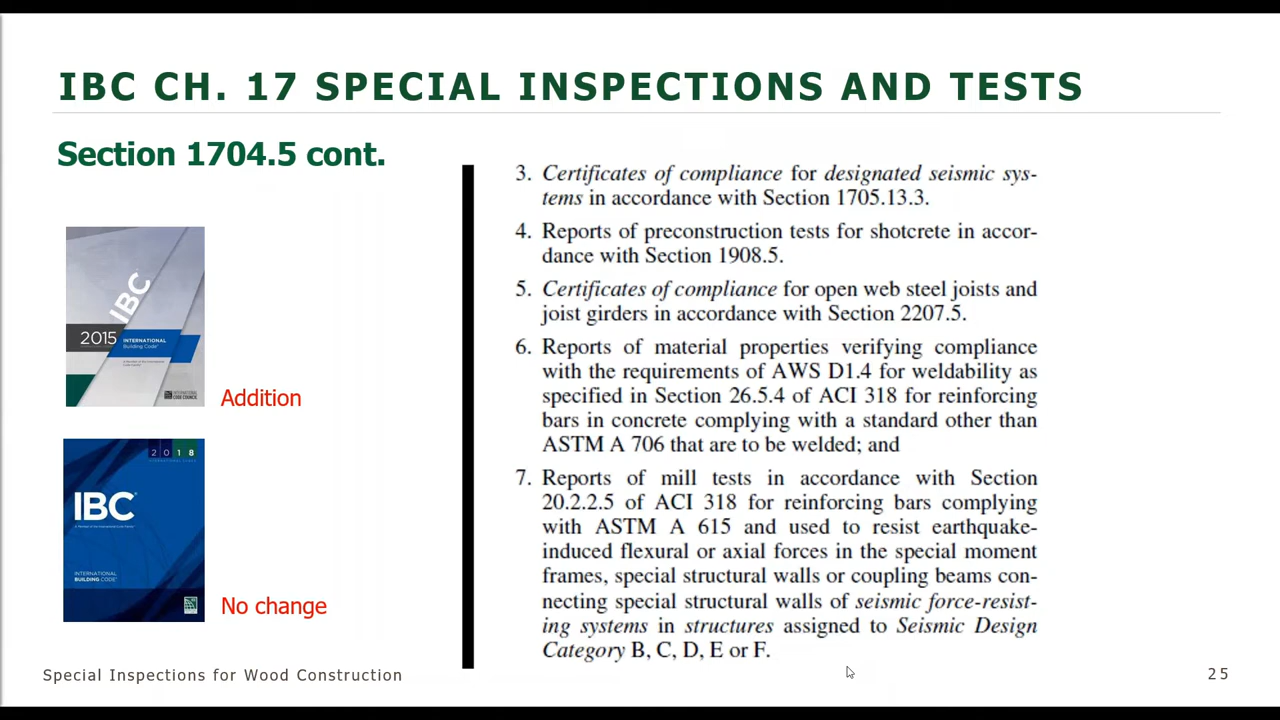 IBC CH. 17 SPECIAL INSPECTIONS AND TESTS
Section 1704.5 cont.
IBC
2015
INTERNATIONAL
Building Code®
INTERNATIONAL
CODE COUNCIL
Addition
2018
IBC®
INTERNATIONAL
BUILDING CODE®
No change
3. Certificates of compliance for designated seismic sys-
tems in accordance with Section 1705.13.3.
4. Reports of preconstruction tests for shotcrete in accor-
dance with Section 1908.5.
5. Certificates of compliance for open web steel joists and
joist girders in accordance with Section 2207.5.
6. Reports of material properties verifying compliance
with the requirements of AWS D1.4 for weldability as
specified in Section 26.5.4 of ACI 318 for reinforcing
bars in concrete complying with a standard other than
ASTM A 706 that are to be welded; and
7. Reports of mill tests in accordance with Section
20.2.2.5 of ACI 318 for reinforcing bars complying
with ASTM A 615 and used to resist earthquake-
induced flexural or axial forces in the special moment
frames, special structural walls or coupling beams con-
necting special structural walls of seismic force-resist-
ing systems in structures assigned to Seismic Design
Category B, C, D, E or F.
Special Inspections for Wood Construction
25